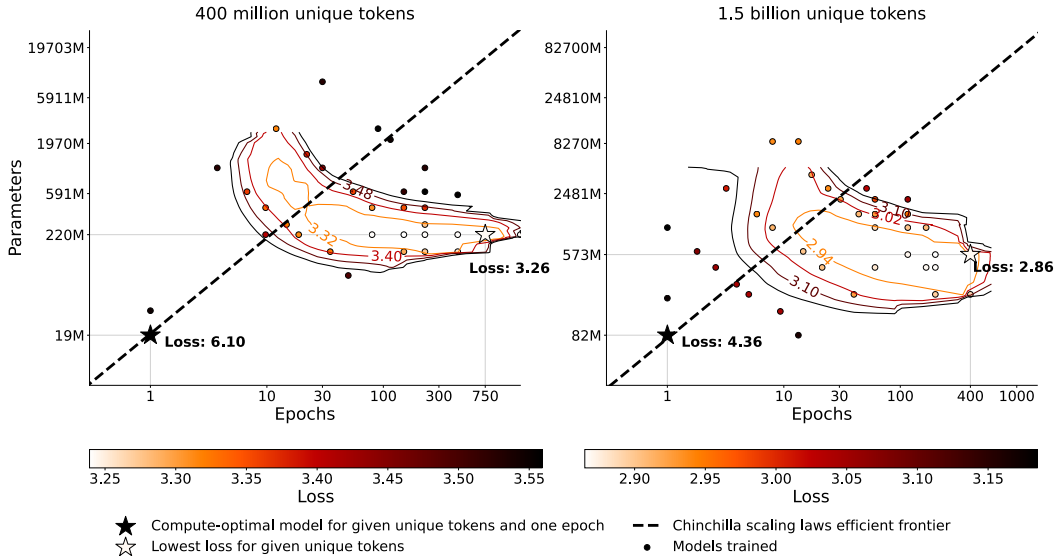 400 million unique tokens
1.5 billion unique tokens
Parameters
19703M
5911M
1970M
591M
220M
19M
3.48
3.32
3.40
Loss: 3.26
Loss: 6.10
1
10
30
100
300
750
Epochs
82700M
24810M
8270M
2481M
573M
82M
3.10
3.02
2.94
3.10
Loss: 2.86
Loss: 4.36
1
10
30
100
400
1000
Epochs
3.25
3.30
3.35
3.40
3.45
3.50
3.55
Loss
2.90
2.95
3.00
3.05
3.10
3.15
Loss
Compute-optimal model for given unique tokens and one epoch
Lowest loss for given unique tokens
Chinchilla scaling laws efficient frontier
Models trained